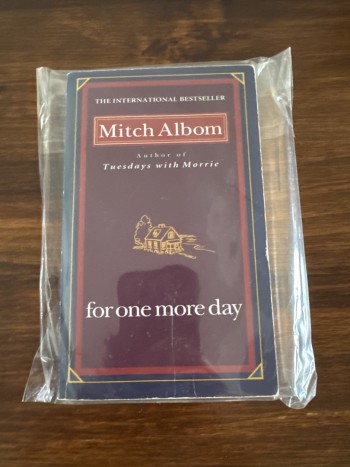 THE INTERNATIONAL BESTSELLER
Mitch Albom
Author of
Tuesdays with Morrie
for one more day